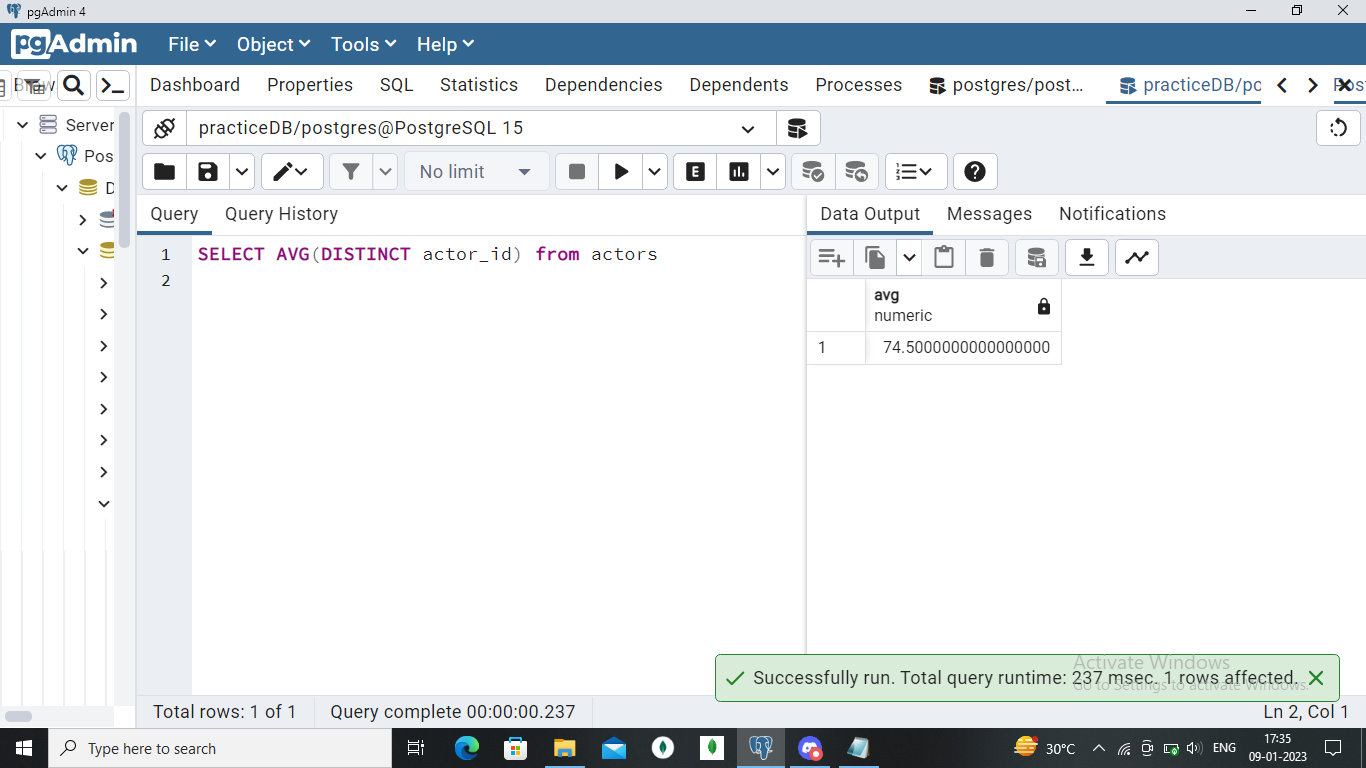 pgAdmin 4
pgAdmin File Object Tools Help
Dashboard Properties SQL Statistics Dependencies Dependents Processes postgres/post... practiceDB/po
Server
practiceDB/postgres@PostgreSQL 15
Pos
No limit
E
Query Query History
Data Output Messages Notifications
1 SELECT AVG(DISTINCT actor_id) from actors
2
avg
numeric
1 74.5000000000000000
Activate Windows
Go to Settings to activate Windows.
Successfully run. Total query runtime: 237 msec. 1 rows affected.
Total rows: 1 of 1 Query complete 00:00:00.237 Ln 2, Col 1
Type here to search
30°C ENG 17:35
09-01-2023